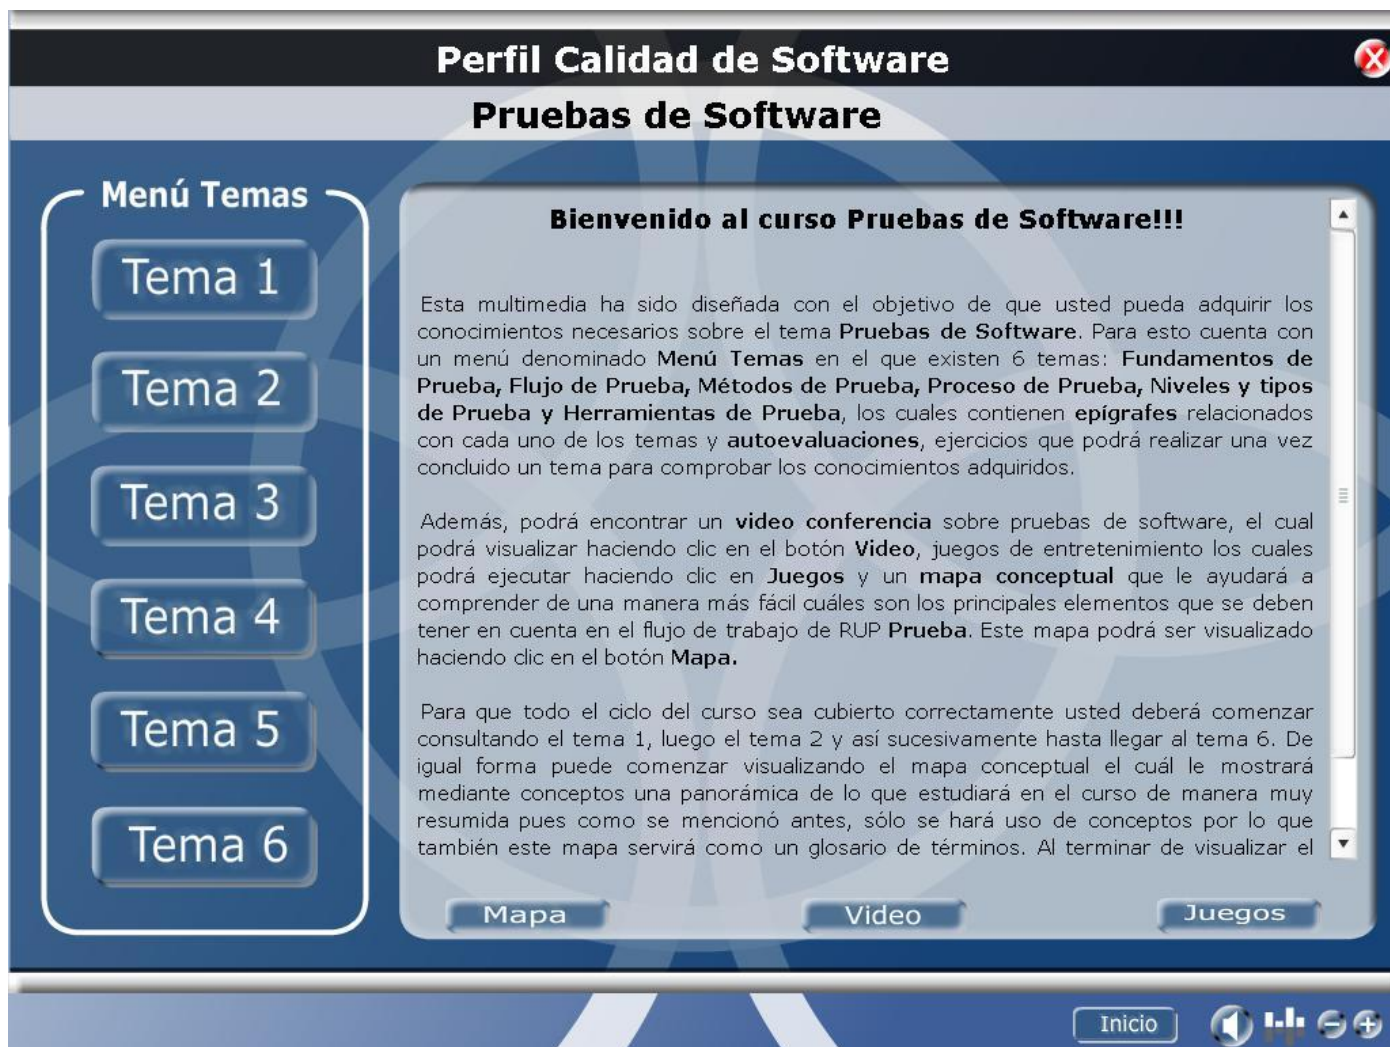 Perfil Calidad de Software
Pruebas de Software
Menú Temas
Tema 1
Tema 2
Tema 3
Tema 4
Tema 5
Tema 6
Bienvenido al curso Pruebas de Software!!!
Esta multimedia ha sido diseñada con el objetivo de que usted pueda adquirir los
conocimientos necesarios sobre el tema Pruebas de Software. Para esto cuenta con
un menú denominado Menú Temas en el que existen 6 temas: Fundamentos de
Prueba, Flujo de Prueba, Métodos de Prueba, Proceso de Prueba, Niveles y tipos
de Prueba y Herramientas de Prueba, los cuales contienen epígrafes relacionados
con cada uno de los temas y autoevaluaciones, ejercicios que podrá realizar una vez
concluido un tema para comprobar los conocimientos adquiridos.
Además, podrá encontrar un video conferencia sobre pruebas de software, el cual
podrá visualizar haciendo clic en el botón Video, juegos de entretenimiento los cuales
podrá ejecutar haciendo clic en Juegos y un mapa conceptual que le ayudará a
comprender de una manera más fácil cuáles son los principales elementos que se deben
tener en cuenta en el flujo de trabajo de RUP Prueba. Este mapa podrá ser visualizado
haciendo clic en el botón Mapa.
Para que todo el ciclo del curso sea cubierto correctamente usted deberá comenzar
consultando el tema 1, luego el tema 2 y así sucesivamente hasta llegar al tema 6. De
igual forma puede comenzar visualizando el mapa conceptual el cuál le mostrará
mediante conceptos una panorámica de lo que estudiará en el curso de manera muy
resumida pues como se mencionó antes, sólo se hará uso de conceptos por lo que
también este mapa servirá como un glosario de términos. Al terminar de visualizar el
Mapa
Video
Juegos
Inicio